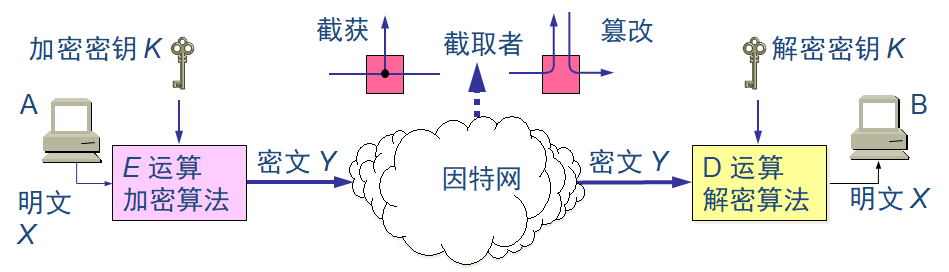 加密密钥 K
截获
截取者
篡改
解密密钥 K
A
B
E 运算
加密算法
密文 Y
因特网
密文 Y
D 运算
解密算法
明文
X
明文 X